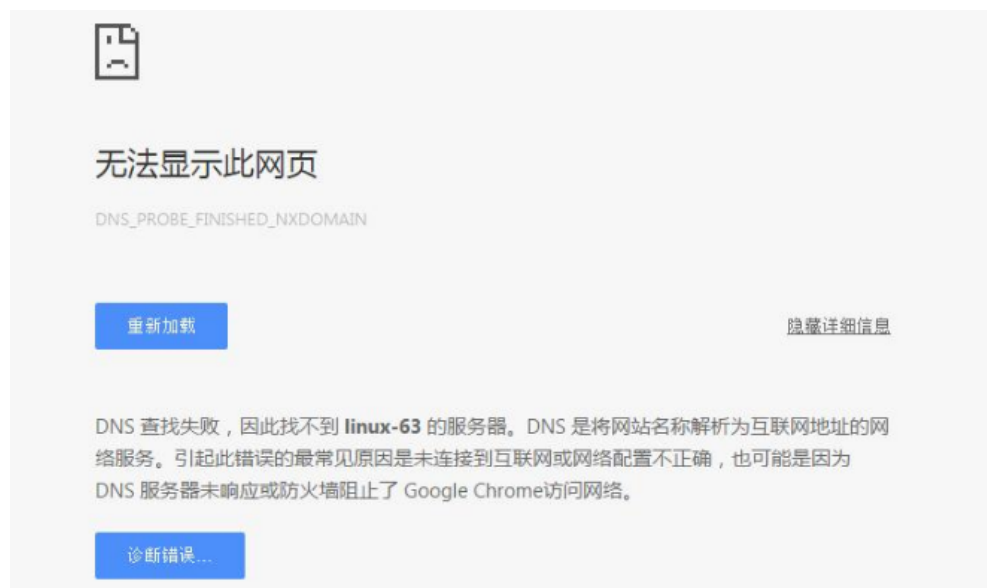 无法显示此网页
DNS_PROBE_FINISHED_NXDOMAIN
重新加载
隐藏详细信息
DNS 查找失败，因此找不到 linux-63 的服务器。DNS 是将网站名称解析为互联网地址的网
络服务。引起此错误的最常见原因是未连接到互联网或网络配置不正确，也可能是因为
DNS 服务器未响应或防火墙阻止了 Google Chrome访问网络。
诊断错误...